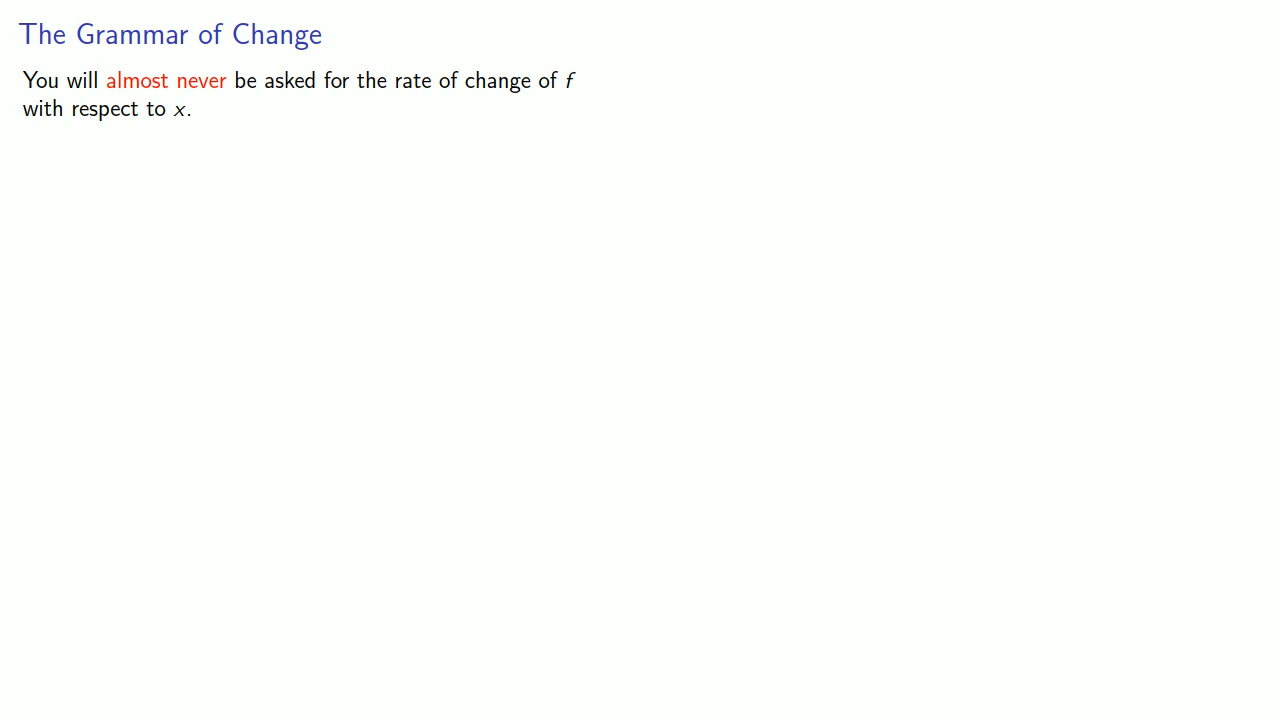 The Grammar of Change
You will almost never be asked for the rate of change of f
with respect to x.